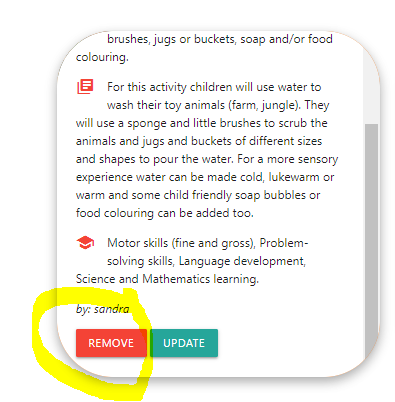 brushes, jugs or buckets, soap and/or food
colouring.
For this activity children will use water to
wash their toy animals (farm, jungle). They
will use a sponge and little brushes to scrub the
animals and jugs and buckets of different sizes
and shapes to pour the water. For a more sensory
experience water can be made cold, lukewarm or
warm and some child friendly soap bubbles or
food colouring can be added too.
Motor skills (fine and gross), Problem-
solving skills, Language development,
Science and Mathematics learning.
by: sandra
REMOVE UPDATE